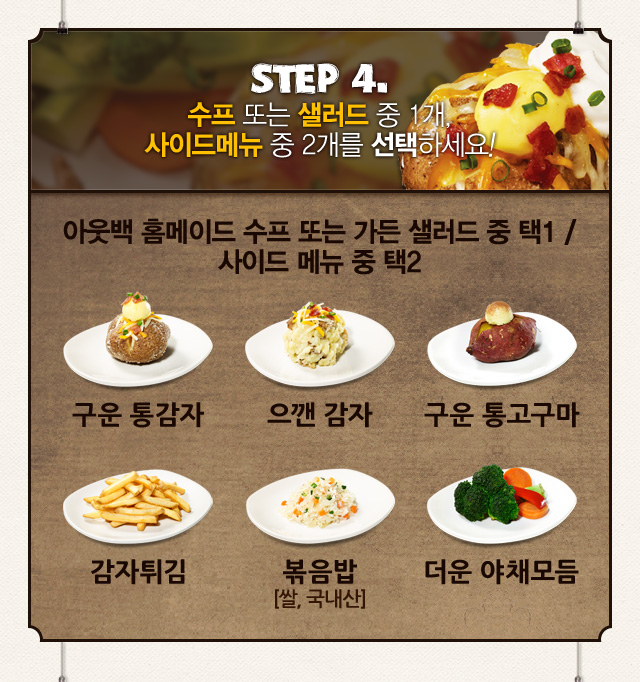 STEP 4.
수프 또는 샐러드 중 1개,
사이드메뉴 중 2개를 선택하세요!
아웃백 홈메이드 수프 또는 가든 샐러드 중 택1 /
사이드 메뉴 중 택2
구운 통감자
으깬 감자
구운 통고구마
감자튀김
볶음밥
[쌀, 국내산]
더운 야채모듬